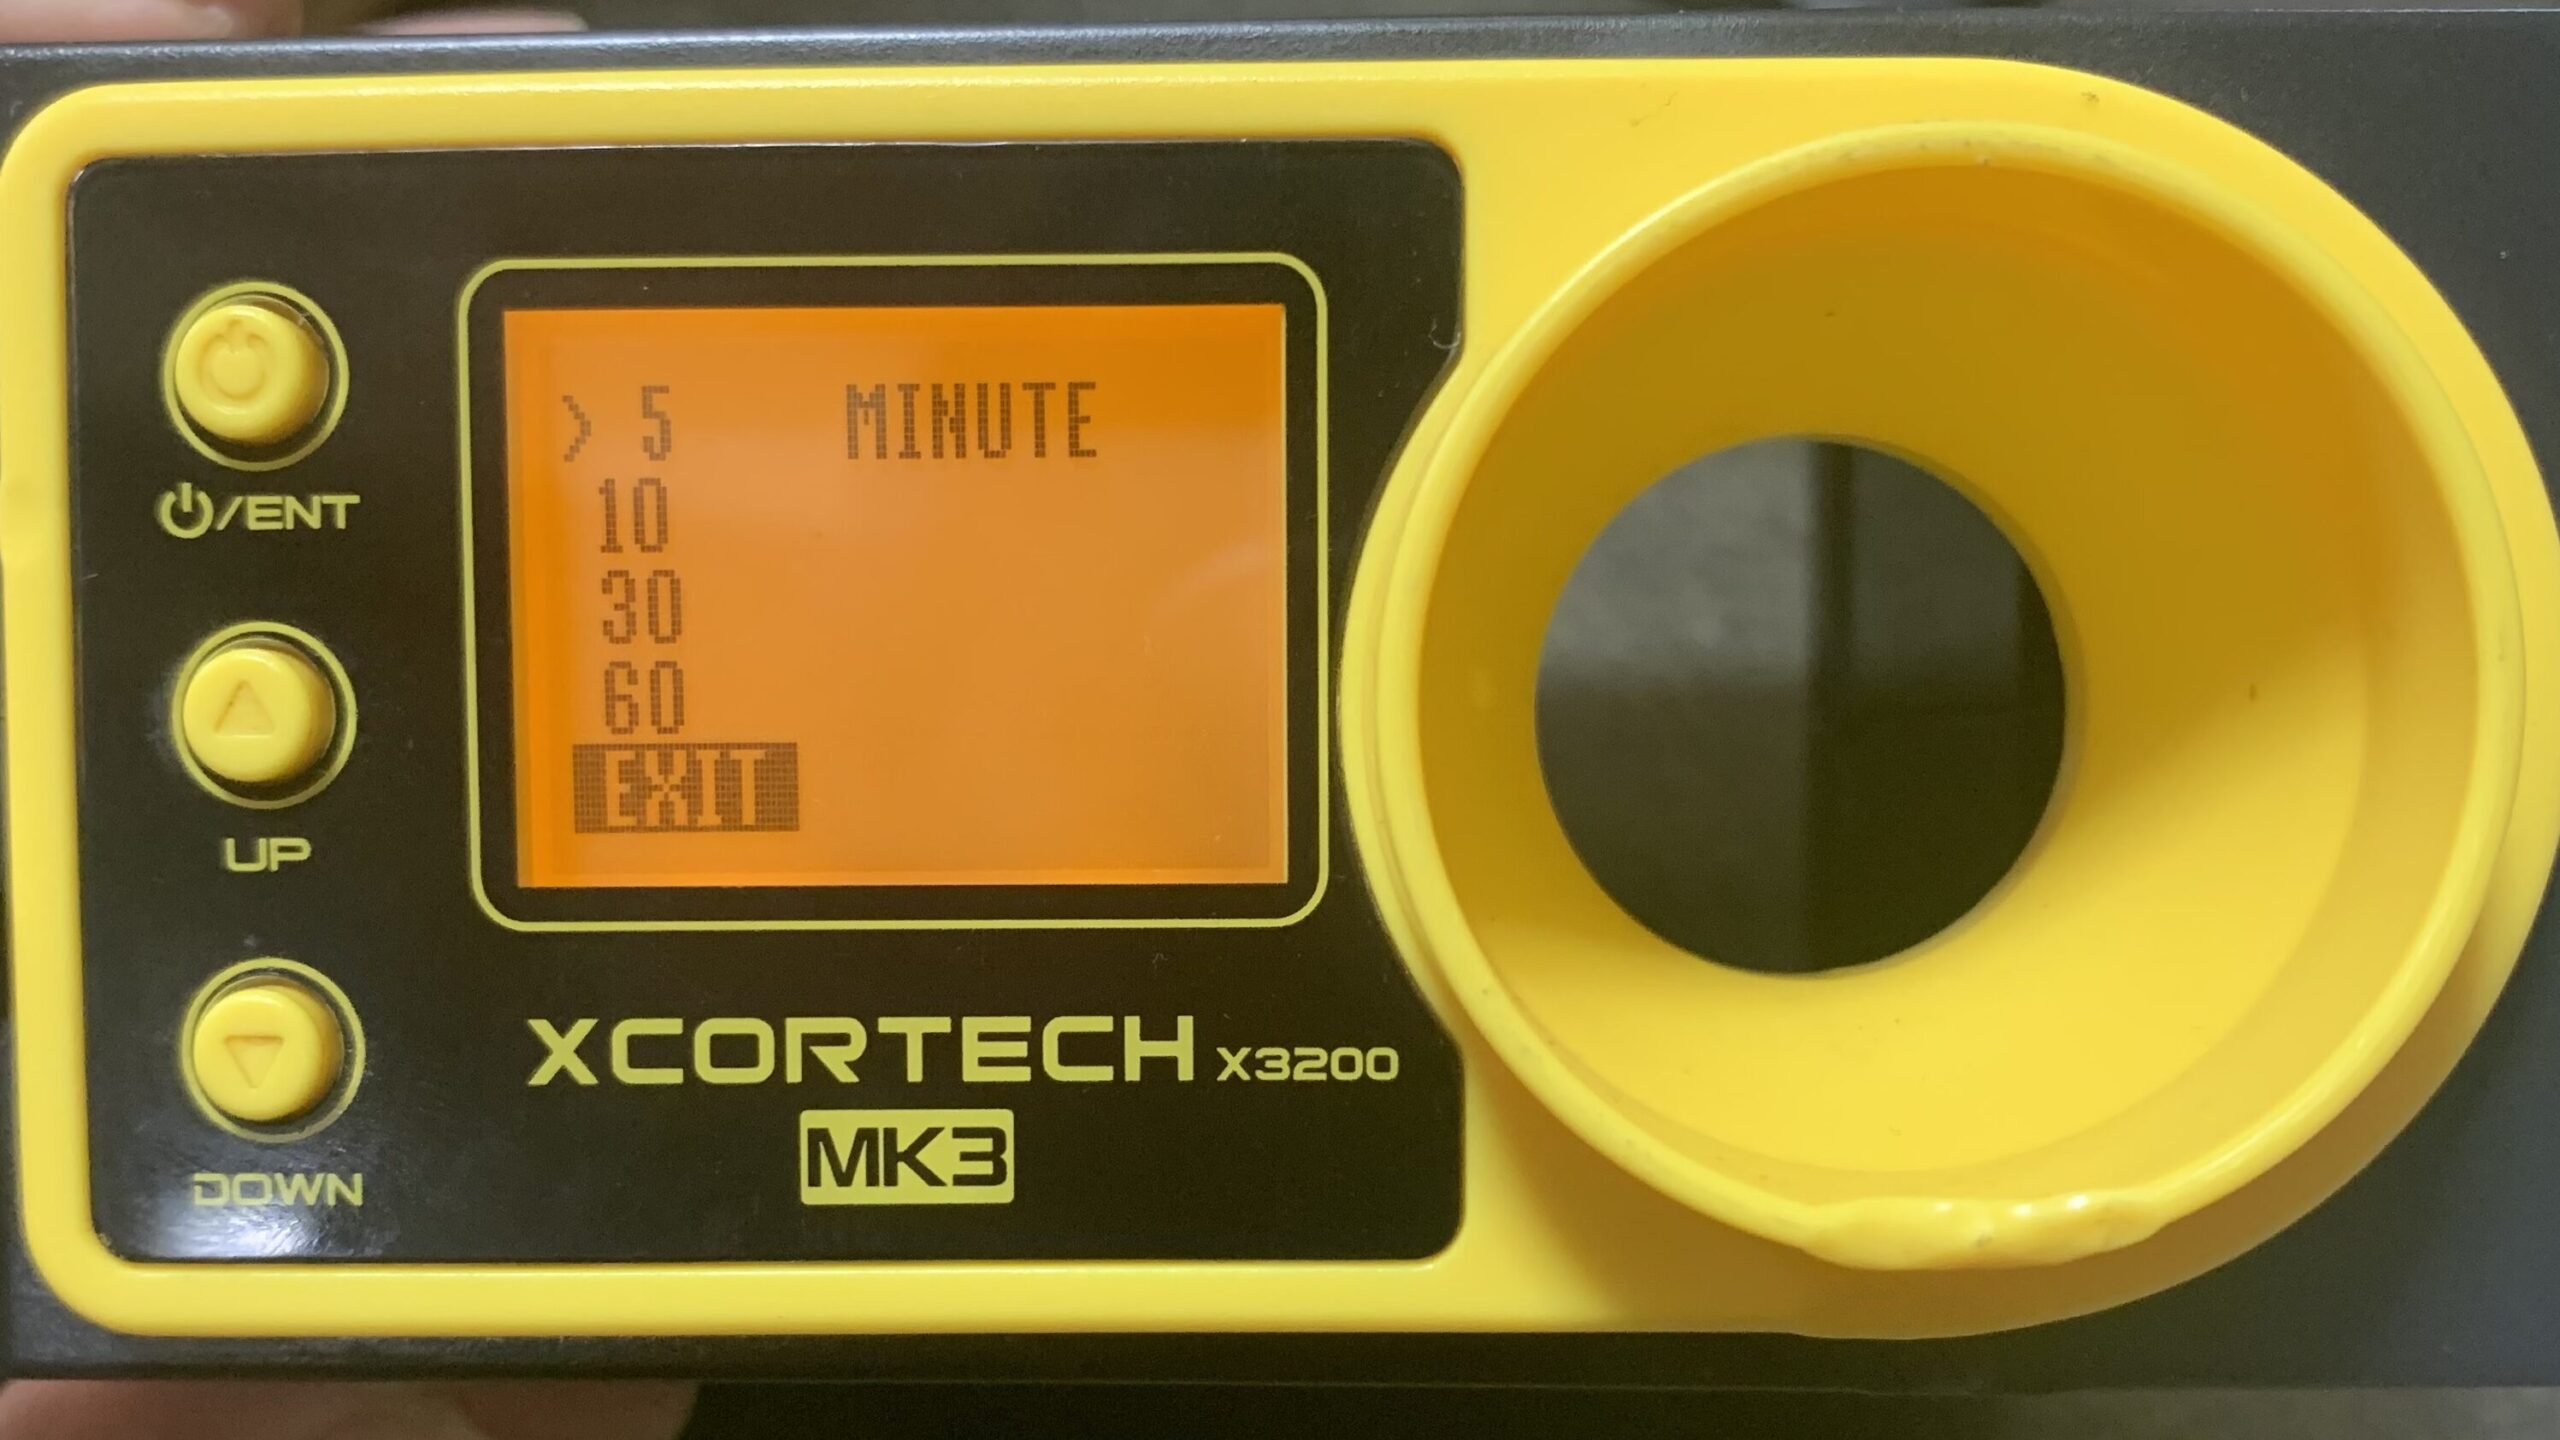 > 5 MINUTE
10
30
60
EXIT
⏻/ENT
UP
DOWN
XCORTECH X3200
MK3